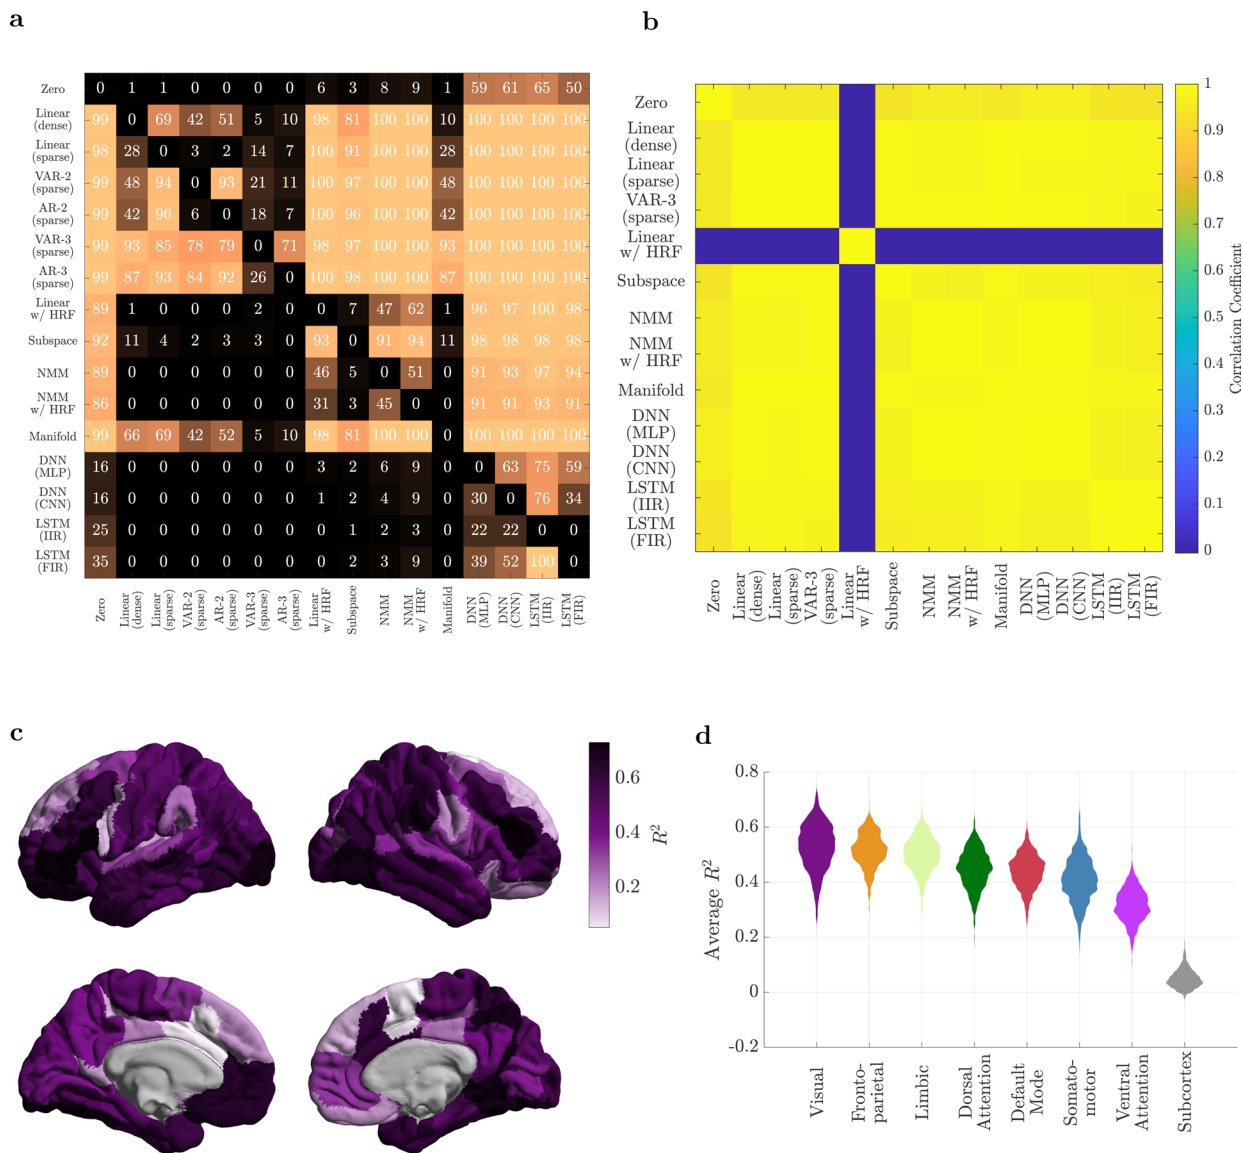 a
Zero 0 1 1 0 0 0 0 6 3 8 9 1 59 61 65 50
Linear
(dense) 99 0 69 42 51 5 10 98 81 100 100 10 100 100 100 100
Linear
(sparse) 98 28 0 3 2 14 7 100 91 100 100 28 100 100 100 100
VAR-2
(sparse) 99 48 94 0 93 21 11 100 97 100 100 48 100 100 100 100
AR-2
(sparse) 99 42 96 6 0 18 7 100 96 100 100 42 100 100 100 100
VAR-3
(sparse) 99 93 85 78 79 0 71 98 97 100 100 93 100 100 100 100
AR-3
(sparse) 99 87 93 84 92 26 0 100 98 100 100 87 100 100 100 100
Linear
w/ HRF 89 1 0 0 0 2 0 0 7 47 62 1 96 97 100 98
Subspace 92 11 4 2 3 3 0 93 0 91 94 11 98 98 98 98
NMM 89 0 0 0 0 0 0 46 5 0 51 0 91 93 97 94
NMM
w/ HRF 86 0 0 0 0 0 0 31 3 45 0 0 91 91 93 91
Manifold 99 66 69 42 52 5 10 98 81 100 100 0 100 100 100 100
DNN
(MLP) 16 0 0 0 0 0 0 3 2 6 9 0 0 63 75 59
DNN
(CNN) 16 0 0 0 0 0 0 1 2 4 9 0 30 0 76 34
LSTM
(IIR) 25 0 0 0 0 0 0 0 1 2 3 0 22 22 0 0
LSTM
(FIR) 35 0 0 0 0 0 0 0 2 3 9 0 39 52 100 0
Zero
Linear
(dense)
Linear
(sparse)
VAR-2
(sparse)
AR-2
(sparse)
VAR-3
(sparse)
AR-3
(sparse)
Linear
w/ HRF
Subspace
NMM
NMM
w/ HRF
Manifold
DNN
(MLP)
DNN
(CNN)
LSTM
(IIR)
LSTM
(FIR)
b
Zero
Linear
(dense)
Linear
(sparse)
VAR-3
(sparse)
Linear
w/ HRF
Subspace
NMM
NMM
w/ HRF
Manifold
DNN
(MLP)
DNN
(CNN)
LSTM
(IIR)
LSTM
(FIR)
Zero
Linear
(dense)
Linear
(sparse)
VAR-3
(sparse)
Linear
w/ HRF
Subspace
NMM
NMM
w/ HRF
Manifold
DNN
(MLP)
DNN
(CNN)
LSTM
(IIR)
LSTM
(FIR)
1
0.9
0.8
0.7
0.6
0.5
0.4
0.3
0.2
0.1
0
Correlation Coefficient
c
0.6
0.4
0.2
R²
d
Average R²
0.8
0.6
0.4
0.2
0
-0.2
Visual
Fronto-
parietal
Limbic
Dorsal
Attention
Default
Mode
Somato-
motor
Ventral
Attention
Subcortex